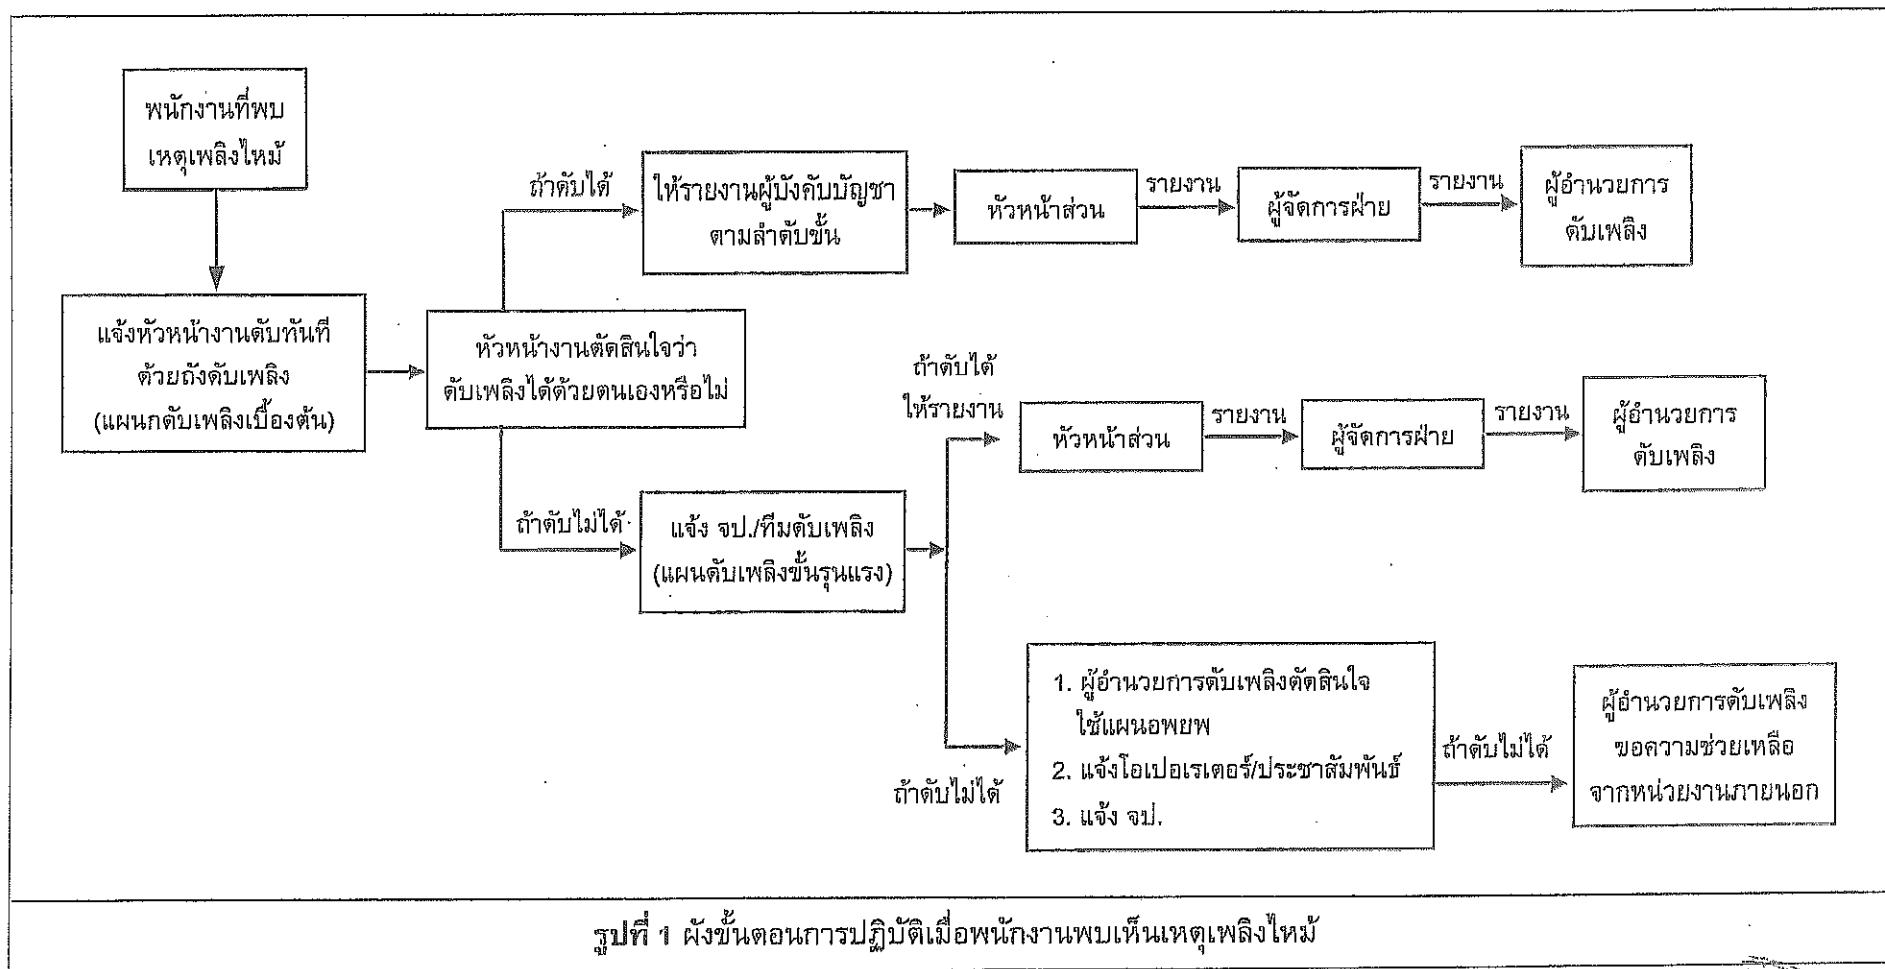 พนักงานที่พบ
เหตุเพลิงไหม้
แจ้งหัวหน้างานดับทันที
ด้วยถังดับเพลิง
(แผนกดับเพลิงเบื้องต้น)
หัวหน้างานตัดสินใจว่า
ดับเพลิงได้ด้วยตนเองหรือไม่
ถ้าดับได้
ให้รายงานผู้บังคับบัญชา
ตามลำดับขั้น
หัวหน้าส่วน
รายงาน
ผู้จัดการฝ่าย
รายงาน
ผู้อำนวยการ
ดับเพลิง
ถ้าดับไม่ได้
แจ้ง จป./ทีมดับเพลิง
(แผนดับเพลิงขั้นรุนแรง)
ถ้าดับได้
ให้รายงาน
หัวหน้าส่วน
รายงาน
ผู้จัดการฝ่าย
รายงาน
ผู้อำนวยการ
ดับเพลิง
ถ้าดับไม่ได้
1. ผู้อำนวยการดับเพลิงตัดสินใจ
ใช้แผนอพยพ
2. แจ้งโอเปอเรเตอร์/ประชาสัมพันธ์
3. แจ้ง จป.
ถ้าดับไม่ได้
ผู้อำนวยการดับเพลิง
ขอความช่วยเหลือ
จากหน่วยงานภายนอก
รูปที่ 1 ผังขั้นตอนการปฏิบัติเมื่อพนักงานพบเห็นเหตุเพลิงไหม้